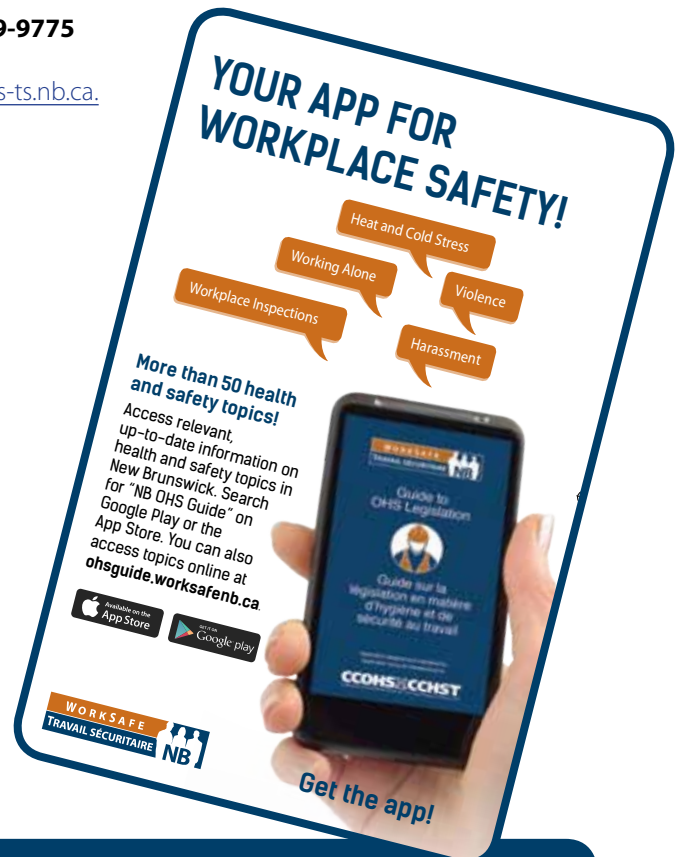 9-9775
s-ts.nb.ca.
YOUR APP FOR
WORKPLACE SAFETY!
Heat and Cold Stress
Working Alone
Violence
Workplace Inspections
Harassment
More than 50 health
and safety topics!
Access relevant,
up-to-date information on
health and safety topics in
New Brunswick. Search
for “NB OHS Guide” on
Google Play or the
App Store. You can also
access topics online at
ohsguide.worksafenb.ca.
Available on the
App Store
GET IT ON
Google play
WORKSAFE
TRAVAIL SÉCURITAIRE
NB
Guide to
OHS Legislation
Guide sur la
législation en matière
d'hygiène et de
sécurité au travail
CCOHS CCHST
WORKSAFE
TRAVAIL SÉCURITAIRE
NB
Get the app!